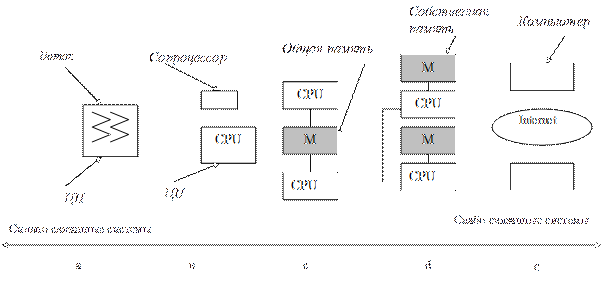 Собственная
память
Компьютер
Общая память
Сопроцессор
M
CPU
CPU
M
CPU
M
CPU
CPU
Internet
ЦП
ЦП
Слабо связанные системы
Сильно связанные системы
a
в
c
d
e